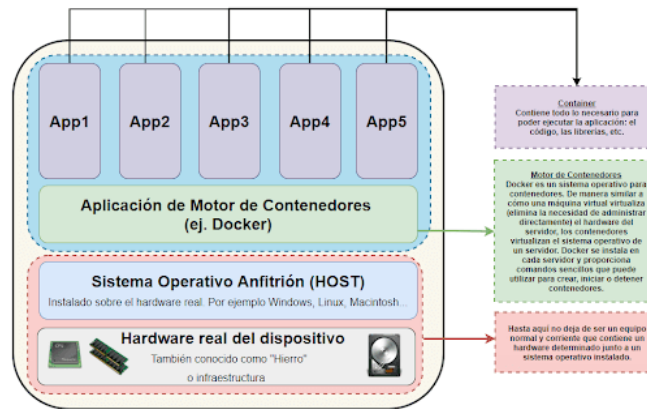 App1
App2
App3
App4
App5
Aplicación de Motor de Contenedores
(ej. Docker)
Sistema Operativo Anfitrión (HOST)
Instalado sobre el hardware real. Por ejemplo Windows, Linux, Macintosh...
Hardware real del dispositivo
También conocido como "Hierro"
o infraestructura
Container
Contiene todo lo necesario para
poder ejecutar la aplicación: el
código, las librerías, etc.
Motor de Contenedores
Docker es un sistema operativo para
contenedores. De manera similar a
cómo una máquina virtual virtualiza
(elimina la necesidad de administrar
directamente) el hardware del
servidor, los contenedores
virtualizan el sistema operativo de
un servidor. Docker se instala en
cada servidor y proporciona
comandos sencillos que puede
utilizar para crear, iniciar o detener
contenedores.
Hasta aquí no deja de ser un equipo
normal y corriente que contiene un
hardware determinado junto a un
sistema operativo instalado.